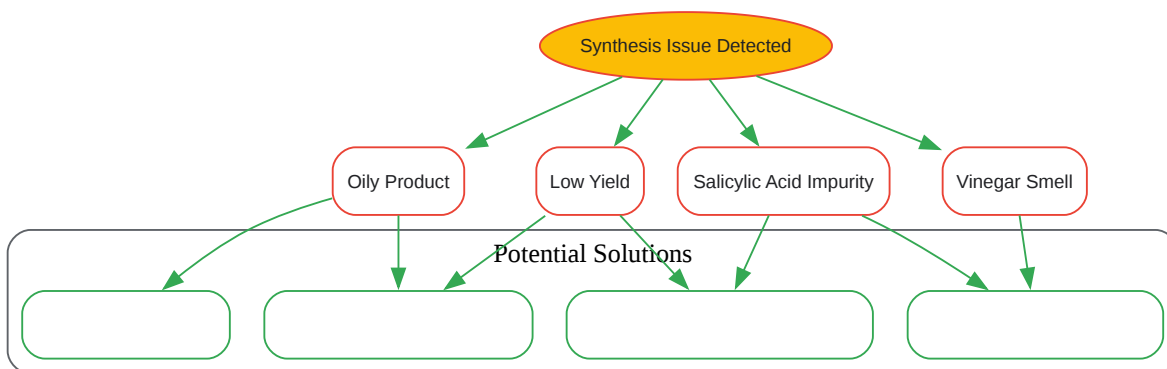 Synthesis Issue Detected
Oily Product
Low Yield
Salicylic Acid Impurity
Vinegar Smell
Potential Solutions